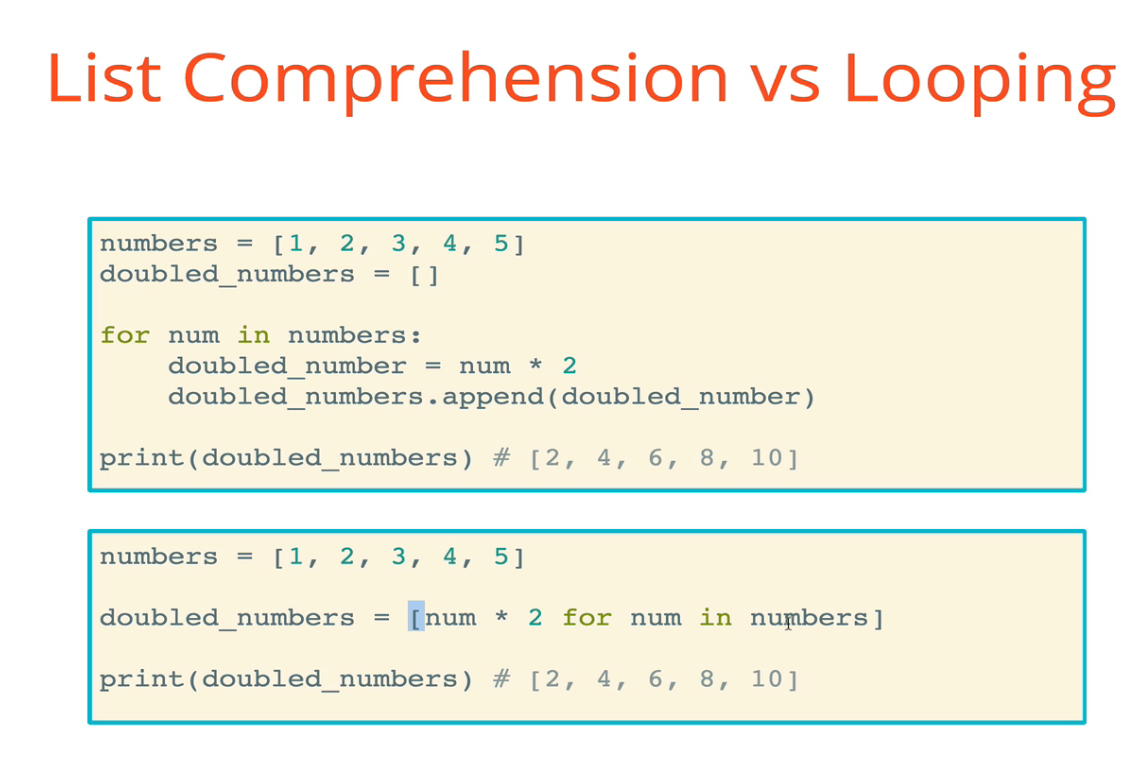 List Comprehension vs Looping
numbers = [1, 2, 3, 4, 5]
doubled_numbers = []
for num in numbers:
    doubled_number = num * 2
    doubled_numbers.append(doubled_number)
print(doubled_numbers) # [2, 4, 6, 8, 10]
numbers = [1, 2, 3, 4, 5]
doubled_numbers = [num * 2 for num in numbers]
print(doubled_numbers) # [2, 4, 6, 8, 10]